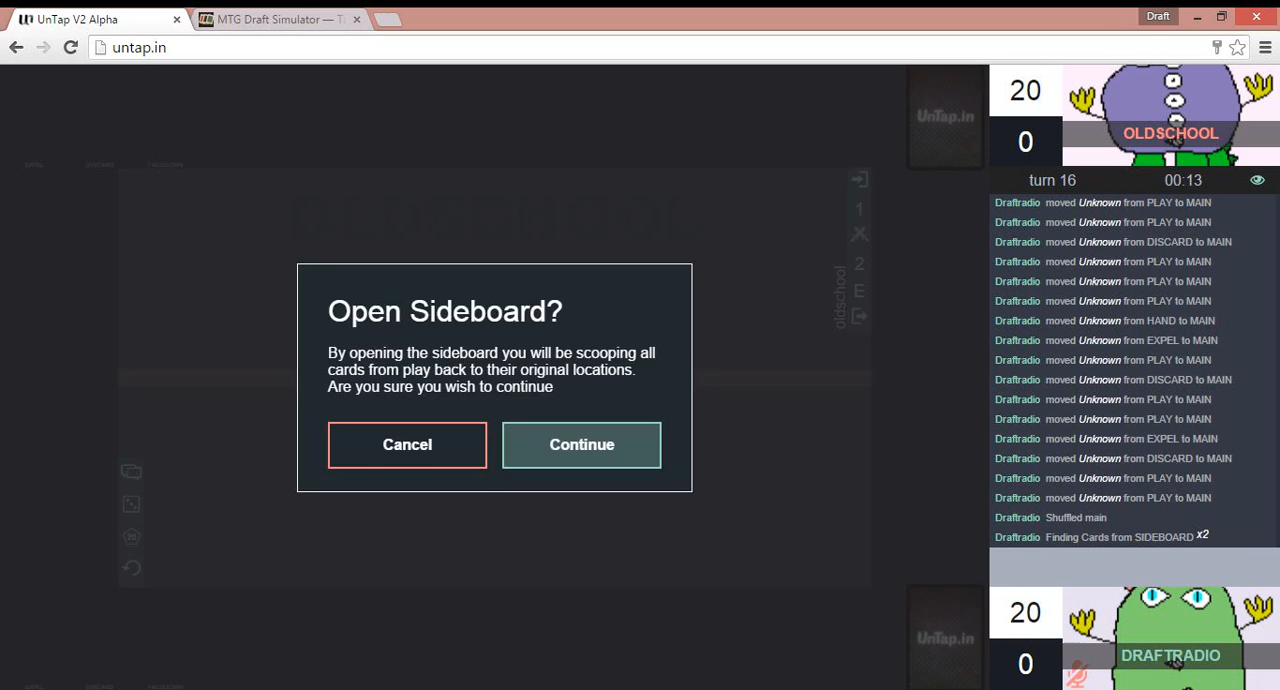 UnTap V2 Alpha
MTG Draft Simulator — T
Draft
untap.in
UnTap.in
20
0
OLDSCHOOL
turn 16
00:13
Draftradio moved Unknown from PLAY to MAIN
Draftradio moved Unknown from PLAY to MAIN
Draftradio moved Unknown from DISCARD to MAIN
Draftradio moved Unknown from PLAY to MAIN
Draftradio moved Unknown from PLAY to MAIN
Draftradio moved Unknown from PLAY to MAIN
Draftradio moved Unknown from HAND to MAIN
Draftradio moved Unknown from EXPEL to MAIN
Draftradio moved Unknown from PLAY to MAIN
Draftradio moved Unknown from DISCARD to MAIN
Draftradio moved Unknown from PLAY to MAIN
Draftradio moved Unknown from PLAY to MAIN
Draftradio moved Unknown from EXPEL to MAIN
Draftradio moved Unknown from DISCARD to MAIN
Draftradio moved Unknown from PLAY to MAIN
Draftradio moved Unknown from PLAY to MAIN
Draftradio Shuffled main
Draftradio Finding Cards from SIDEBOARD x2
1
2
E
oldschool
Open Sideboard?
By opening the sideboard you will be scooping all
cards from play back to their original locations.
Are you sure you wish to continue
Cancel
Continue
20
UnTap.in
20
0
DRAFTRADIO